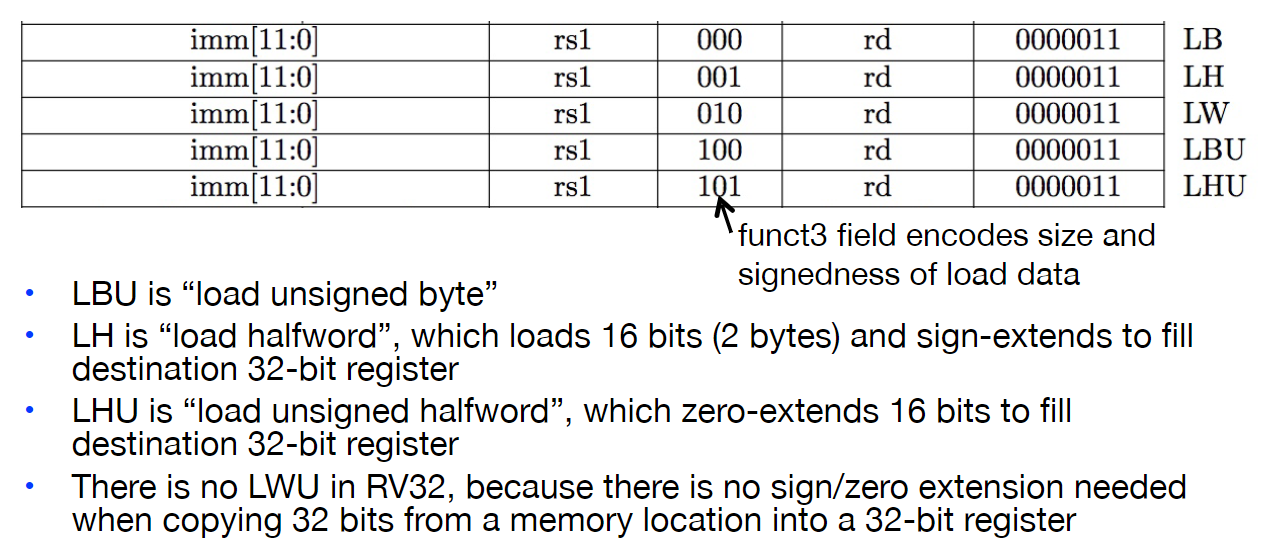 imm[11:0] rs1 000 rd 0000011 LB
imm[11:0] rs1 001 rd 0000011 LH
imm[11:0] rs1 010 rd 0000011 LW
imm[11:0] rs1 100 rd 0000011 LBU
imm[11:0] rs1 101 rd 0000011 LHU
funct3 field encodes size and
signedness of load data
• LBU is “load unsigned byte”
• LH is “load halfword”, which loads 16 bits (2 bytes) and sign-extends to fill
destination 32-bit register
• LHU is “load unsigned halfword”, which zero-extends 16 bits to fill
destination 32-bit register
• There is no LWU in RV32, because there is no sign/zero extension needed
when copying 32 bits from a memory location into a 32-bit register